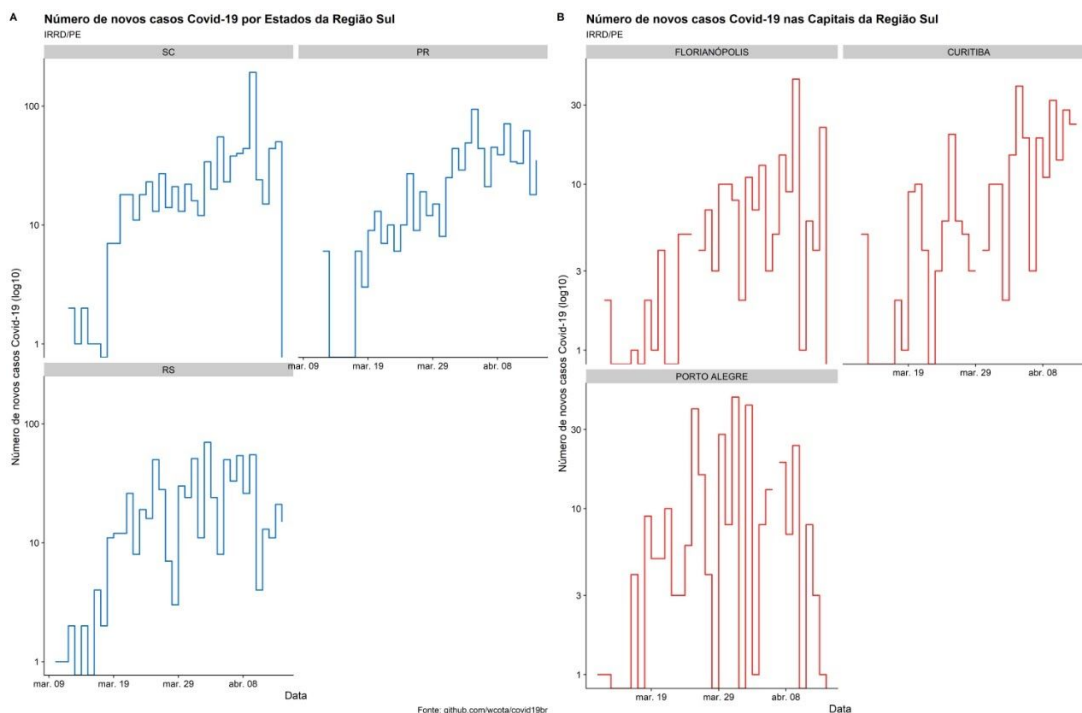 A
Número de novos casos Covid-19 por Estados da Região Sul
IRRD/PE
SC
PR
Número de novos casos Covid-19 (log10)
100
10
1
mar. 09
mar. 19
mar. 29
abr. 08
RS
100
10
1
mar. 09
mar. 19
mar. 29
abr. 08
Data
Fonte: github.com/wcota/covid19br
B
Número de novos casos Covid-19 nas Capitais da Região Sul
IRRD/PE
FLORIANÓPOLIS
CURITIBA
Número de novos casos Covid-19 (log10)
30
10
3
1
mar. 19
mar. 29
abr. 08
PORTO ALEGRE
30
10
3
1
mar. 19
mar. 29
abr. 08
Data